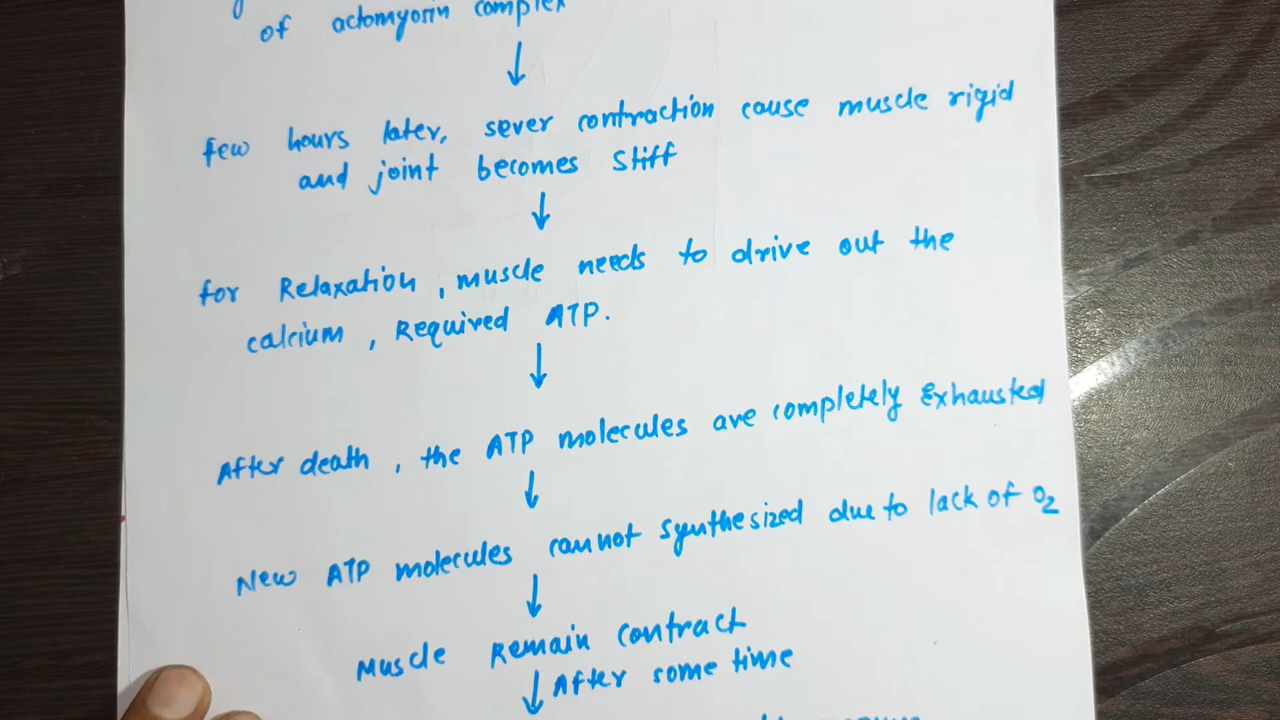 of actomyosin complex
↓
few hours later, sever contraction cause muscle rigid
and joint becomes stiff
↓
for Relaxation, muscle needs to drive out the
calcium, Required ATP.
↓
After death, the ATP molecules are completely Exhausted
↓
New ATP molecules cannot synthesized due to lack of O2
↓
Muscle Remain contract
↓ After some time